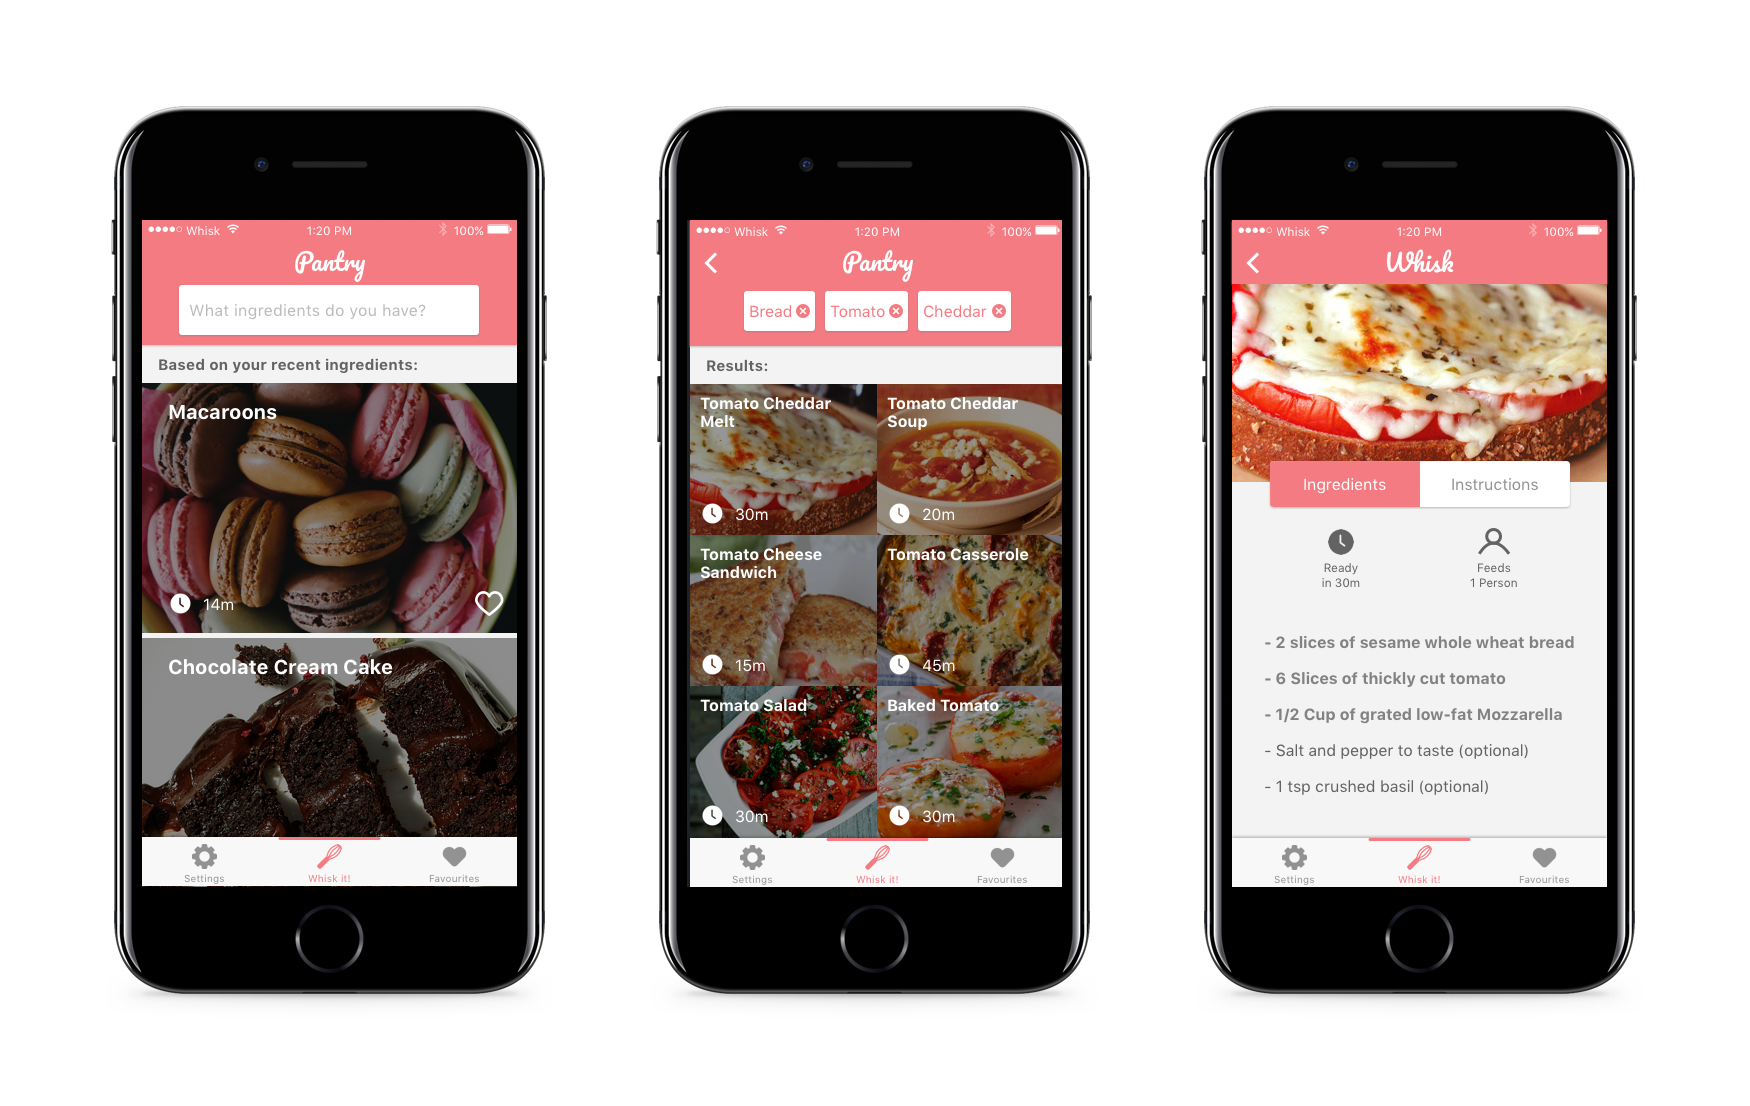 Whisk 1:20 PM 100%
Pantry
What ingredients do you have?
Based on your recent ingredients:
Macaroons
14m
Chocolate Cream Cake
Settings Whisk it! Favourites
Whisk 1:20 PM 100%
Pantry
Bread Tomato Cheddar
Results:
Tomato Cheddar
Melt
30m
Tomato Cheddar
Soup
20m
Tomato Cheese
Sandwich
15m
Tomato Casserole
45m
Tomato Salad
30m
Baked Tomato
30m
Settings Whisk it! Favourites
Whisk 1:20 PM 100%
Whisk
Ingredients Instructions
Ready
in 30m
Feeds
1 Person
- 2 slices of sesame whole wheat bread
- 6 Slices of thickly cut tomato
- 1/2 Cup of grated low-fat Mozzarella
- Salt and pepper to taste (optional)
- 1 tsp crushed basil (optional)
Settings Whisk it! Favourites